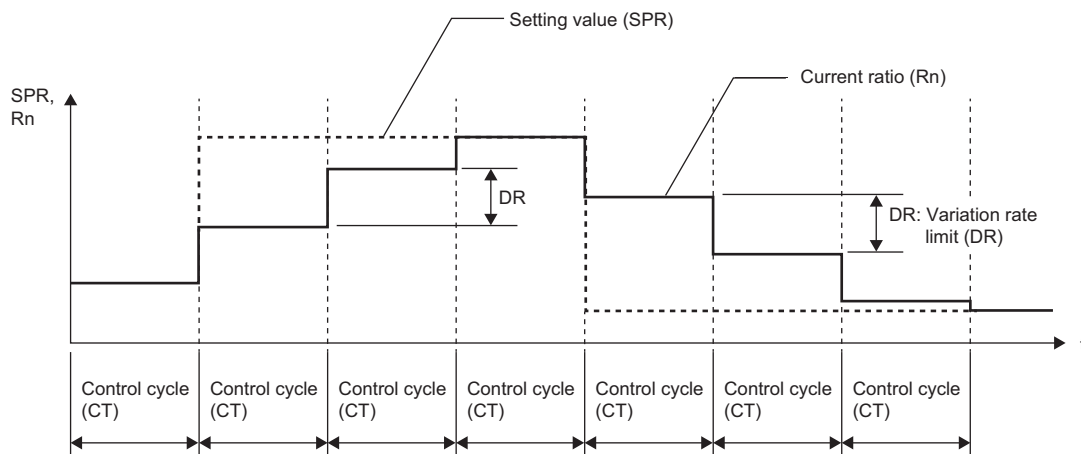 Setting value (SPR)
Current ratio (Rn)
SPR,
Rn
DR
DR: Variation rate
limit (DR)
Control cycle
(CT)
Control cycle
(CT)
Control cycle
(CT)
Control cycle
(CT)
Control cycle
(CT)
Control cycle
(CT)
Control cycle
(CT)